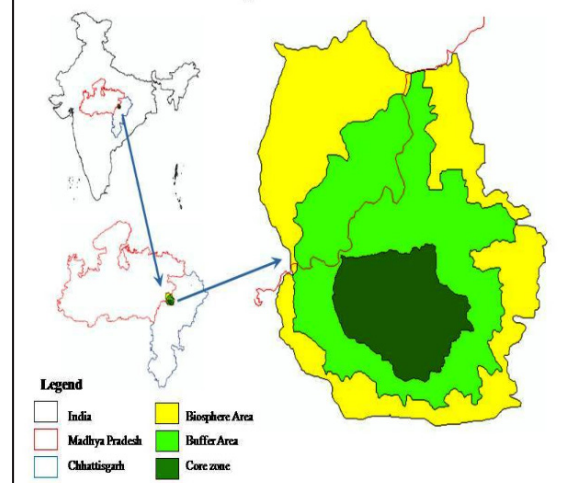 Legend
India
Biosphere Area
Madhya Pradesh
Buffer Area
Chhattisgarh
Core zone